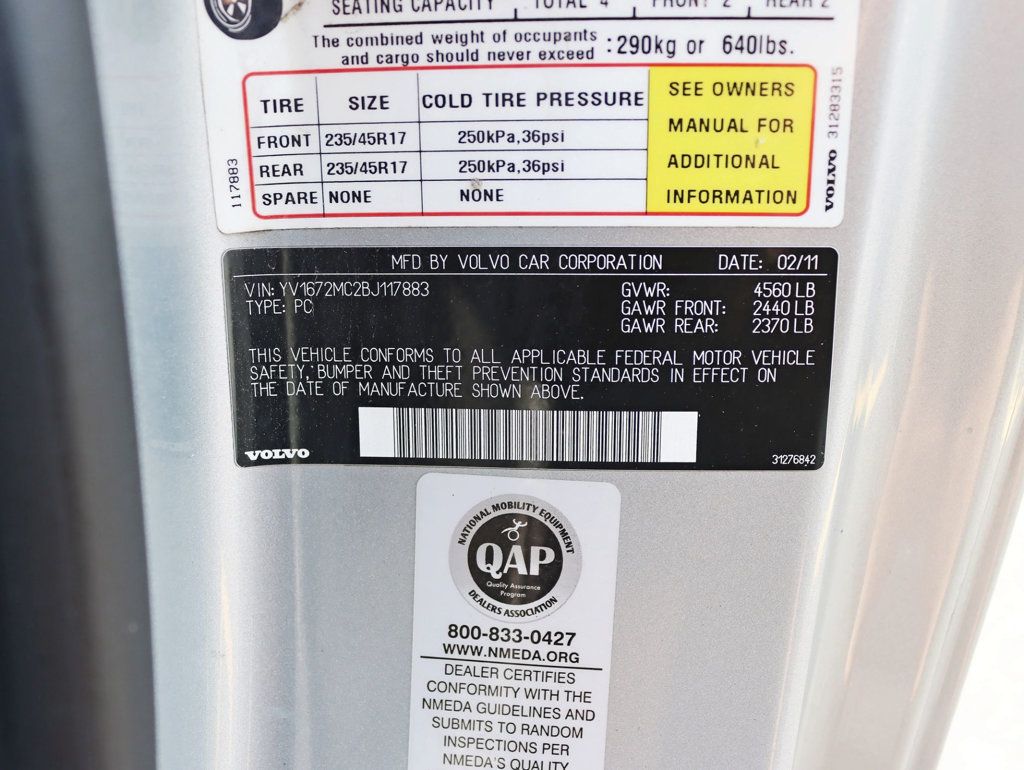 SEATING CAPACITY TOTAL 4 FRONT 2 REAR 2
The combined weight of occupants
and cargo should never exceed : 290kg or 640lbs.
TIRE SIZE COLD TIRE PRESSURE
FRONT 235/45R17 250kPa,36psi
REAR 235/45R17 250kPa,36psi
SPARE NONE NONE
SEE OWNERS
MANUAL FOR
ADDITIONAL
INFORMATION
117883
VOLVO 31283315
MFD BY VOLVO CAR CORPORATION DATE: 02/11
VIN: YV1672MC2BJ117883 GVWR: 4560 LB
TYPE: PC GAWR FRONT: 2440 LB
GAWR REAR: 2370 LB
THIS VEHICLE CONFORMS TO ALL APPLICABLE FEDERAL MOTOR VEHICLE
SAFETY, BUMPER AND THEFT PREVENTION STANDARDS IN EFFECT ON
THE DATE OF MANUFACTURE SHOWN ABOVE.
VOLVO 31276842
NATIONAL MOBILITY EQUIPMENT
QAP
Quality Assurance
Program
DEALERS ASSOCIATION
800-833-0427
WWW.NMEDA.ORG
DEALER CERTIFIES
CONFORMITY WITH THE
NMEDA GUIDELINES AND
SUBMITS TO RANDOM
INSPECTIONS PER
NMEDA'S QUALITY